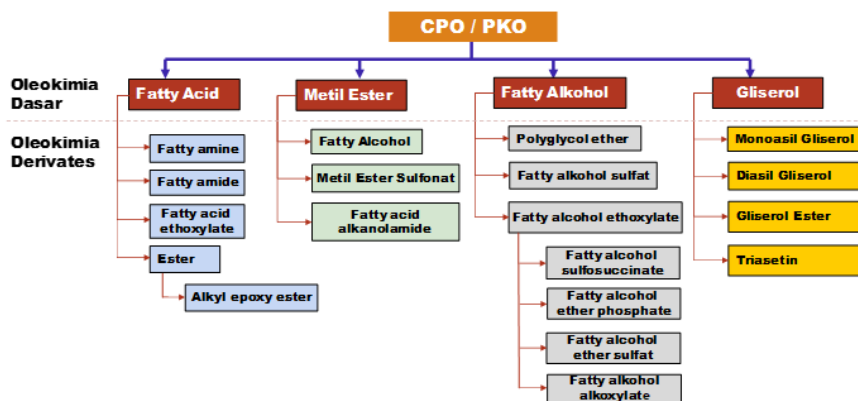 CPO / PKO
Oleokimia
Dasar
Fatty Acid
Metil Ester
Fatty Alkohol
Gliserol
Oleokimia
Derivates
Fatty amine
Fatty amide
Fatty acid
ethoxylate
Ester
Alkyl epoxy ester
Fatty Alcohol
Metil Ester Sulfonat
Fatty acid
alkanolamide
Polyglycol ether
Fatty alkohol sulfat
Fatty alcohol ethoxylate
Fatty alcohol
sulfosuccinate
Fatty alcohol
ether phosphate
Fatty alcohol
ether sulfat
Fatty alkohol
alkoxylate
Monoasil Gliserol
Diasil Gliserol
Gliserol Ester
Triasetin